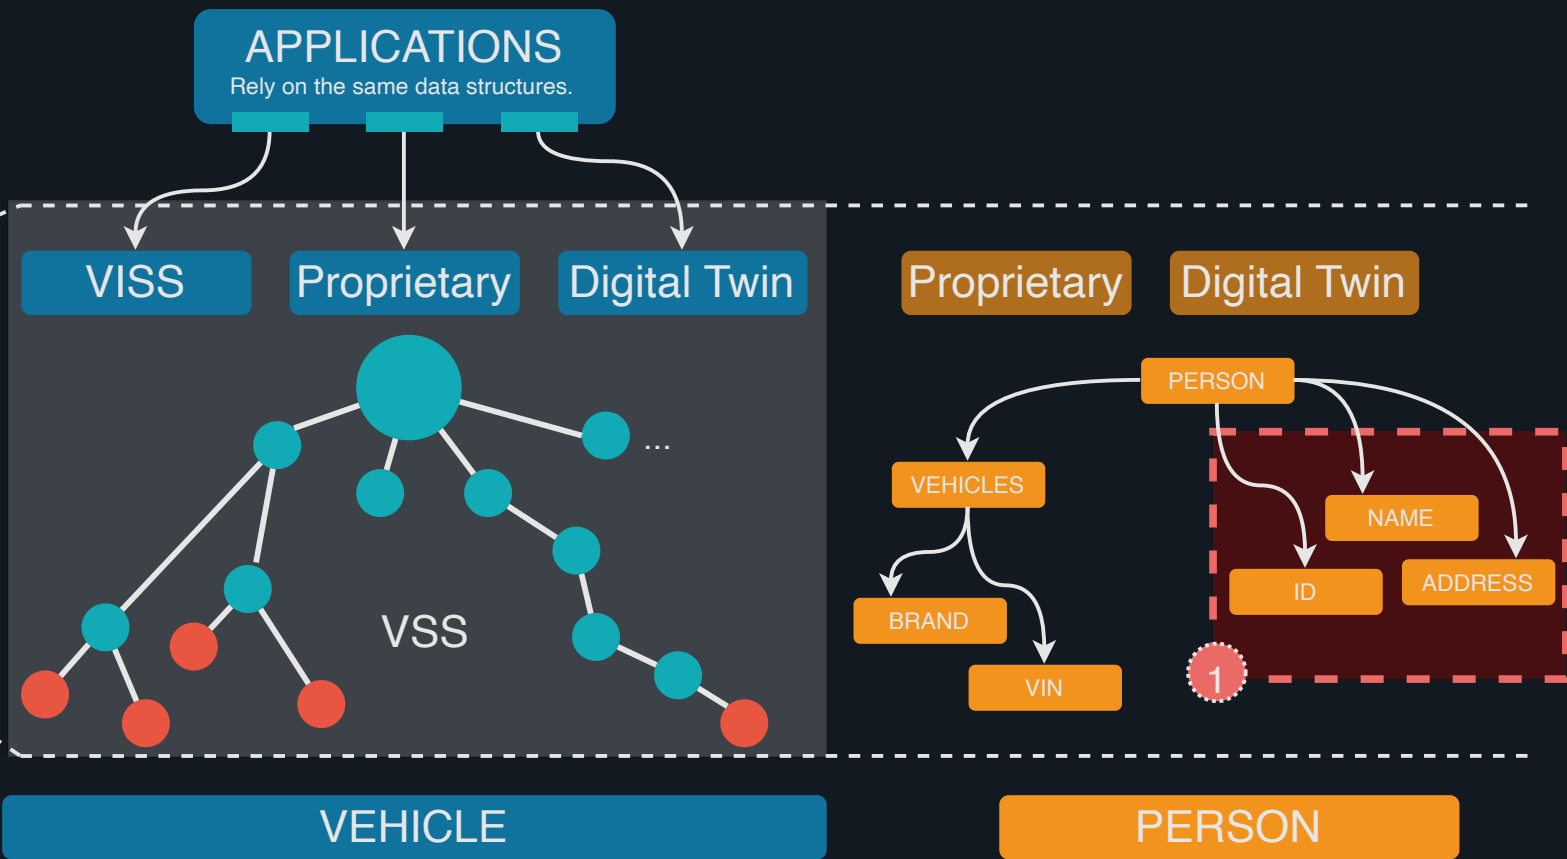 APPLICATIONS
Rely on the same data structures.
VISS
Proprietary
Digital Twin
Proprietary
Digital Twin
PERSON
...
VEHICLES
NAME
ID
ADDRESS
BRAND
VSS
VIN
1
VEHICLE
PERSON